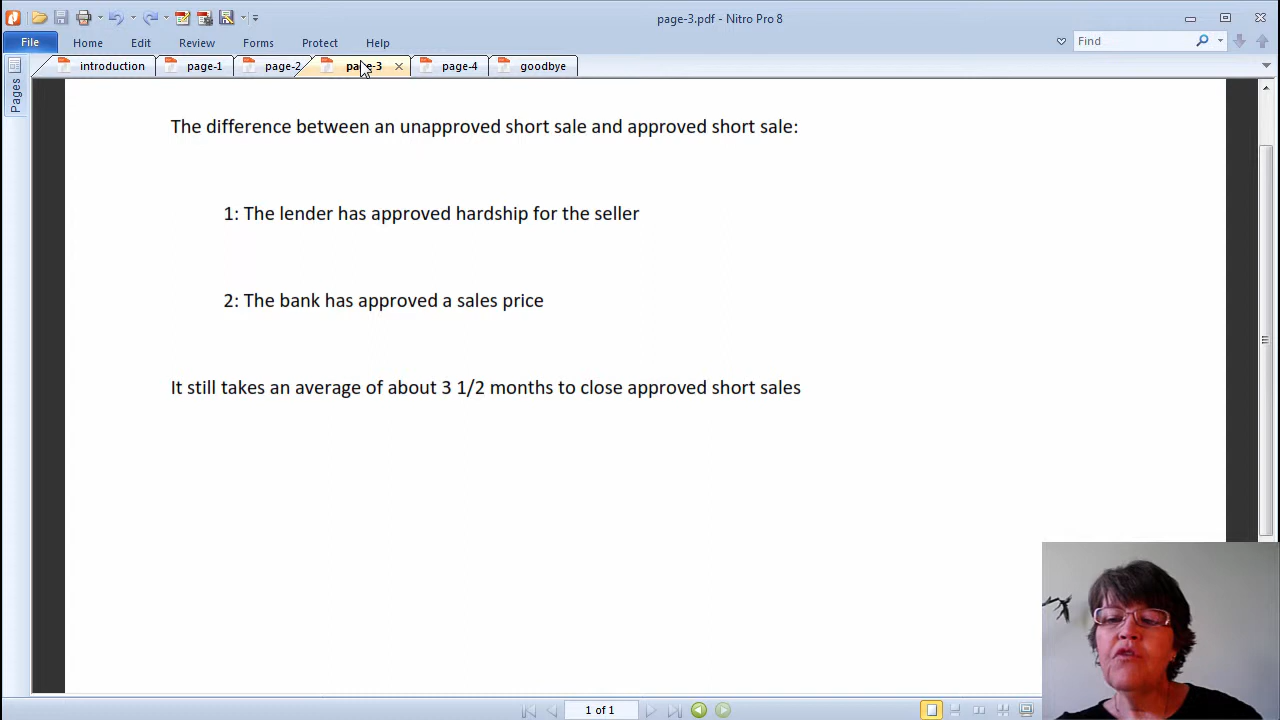 page-3.pdf - Nitro Pro 8
File Home Edit Review Forms Protect Help Find
introduction page-1 page-2 page-3 page-4 goodbye
Pages
The difference between an unapproved short sale and approved short sale:
1: The lender has approved hardship for the seller
2: The bank has approved a sales price
It still takes an average of about 3 1/2 months to close approved short sales
1 of 1